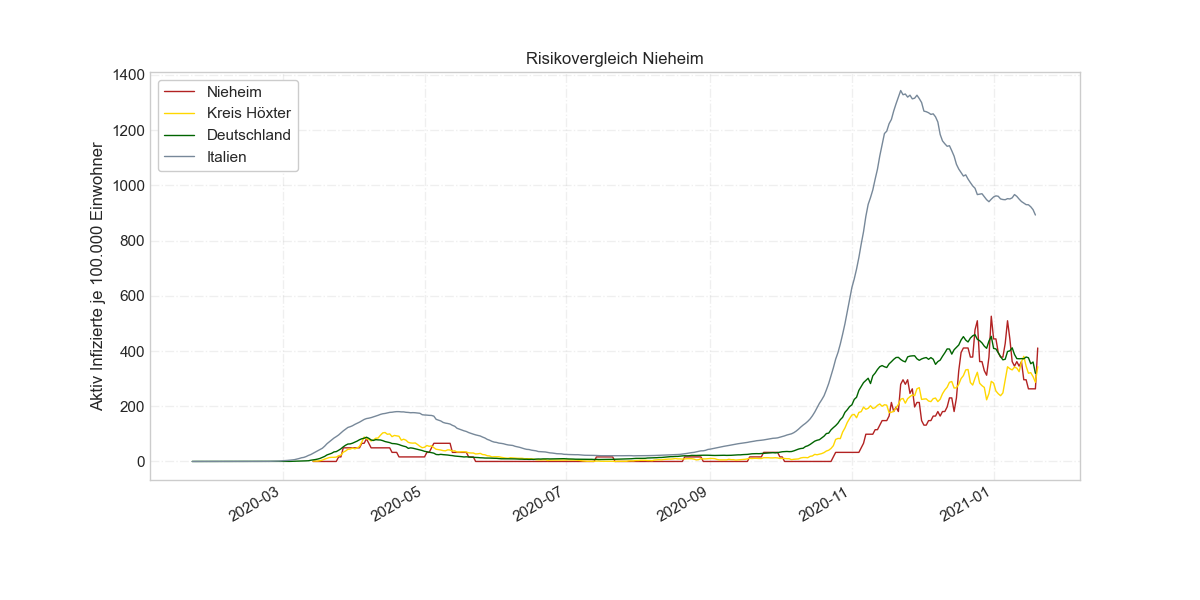 Risikovergleich Nieheim
Aktiv Infizierte je 100.000 Einwohner
1400
1200
1000
800
600
400
200
0
Nieheim
Kreis Höxter
Deutschland
Italien
2020-03
2020-05
2020-07
2020-09
2020-11
2021-01